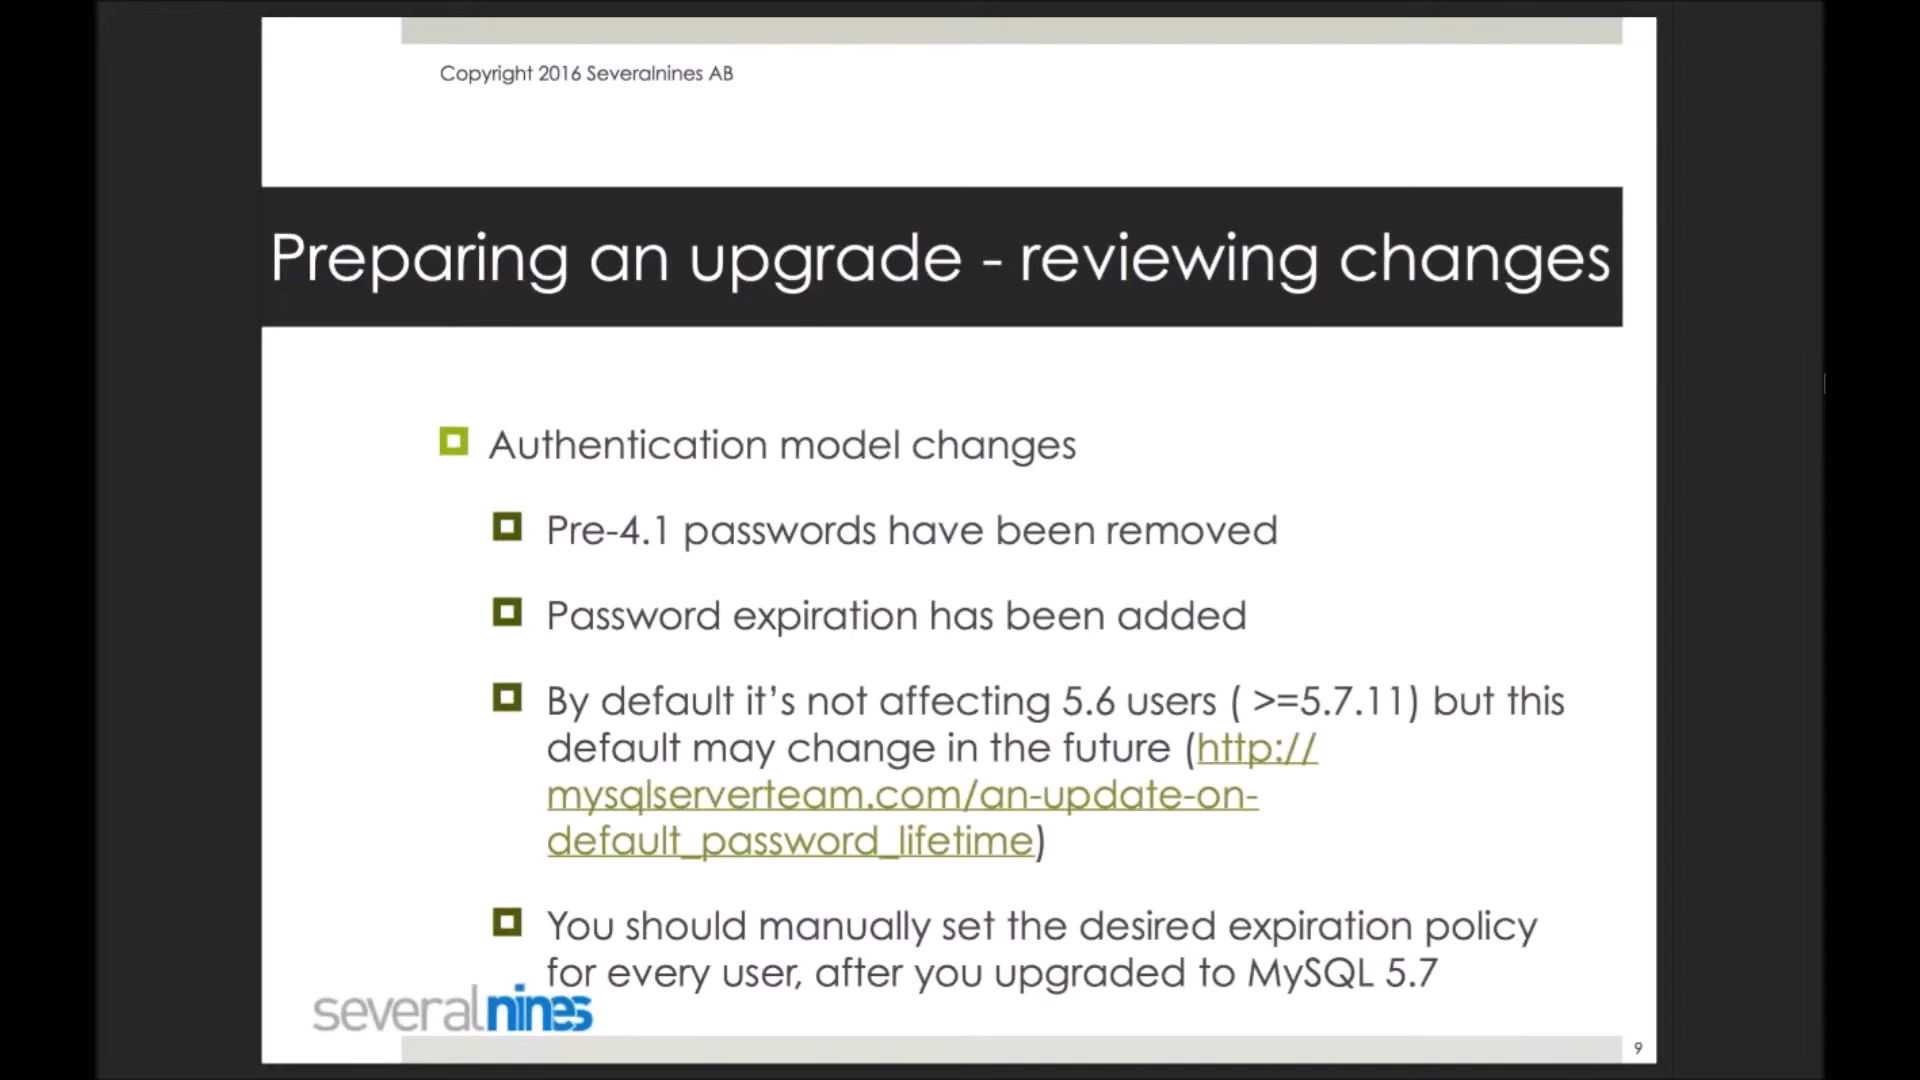 Copyright 2016 Severalnines AB
Preparing an upgrade - reviewing changes
Authentication model changes
Pre-4.1 passwords have been removed
Password expiration has been added
By default it’s not affecting 5.6 users ( >=5.7.11) but this
default may change in the future (http://
mysqlserverteam.com/an-update-on-
default_password_lifetime)
You should manually set the desired expiration policy
for every user, after you upgraded to MySQL 5.7
severalnines
9